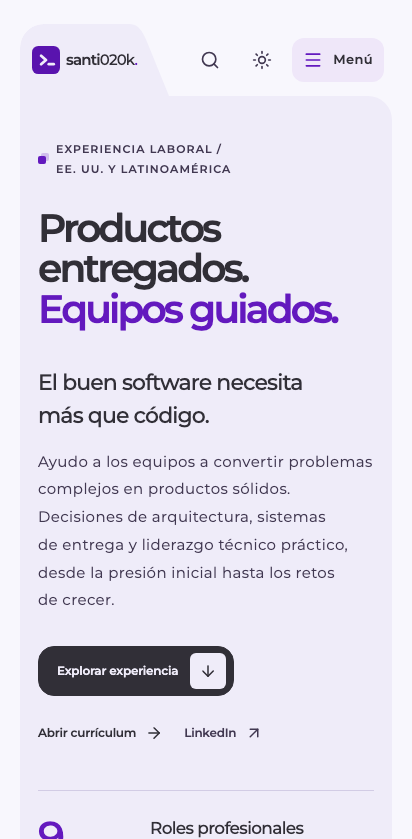 santi020k.
Menú
EXPERIENCIA LABORAL /
EE. UU. Y LATINOAMÉRICA
Productos
entregados.
Equipos guiados.
El buen software necesita
más que código.
Ayudo a los equipos a convertir problemas
complejos en productos sólidos.
Decisiones de arquitectura, sistemas
de entrega y liderazgo técnico práctico,
desde la presión inicial hasta los retos
de crecer.
Explorar experiencia
Abrir currículum
LinkedIn
9
Roles profesionales